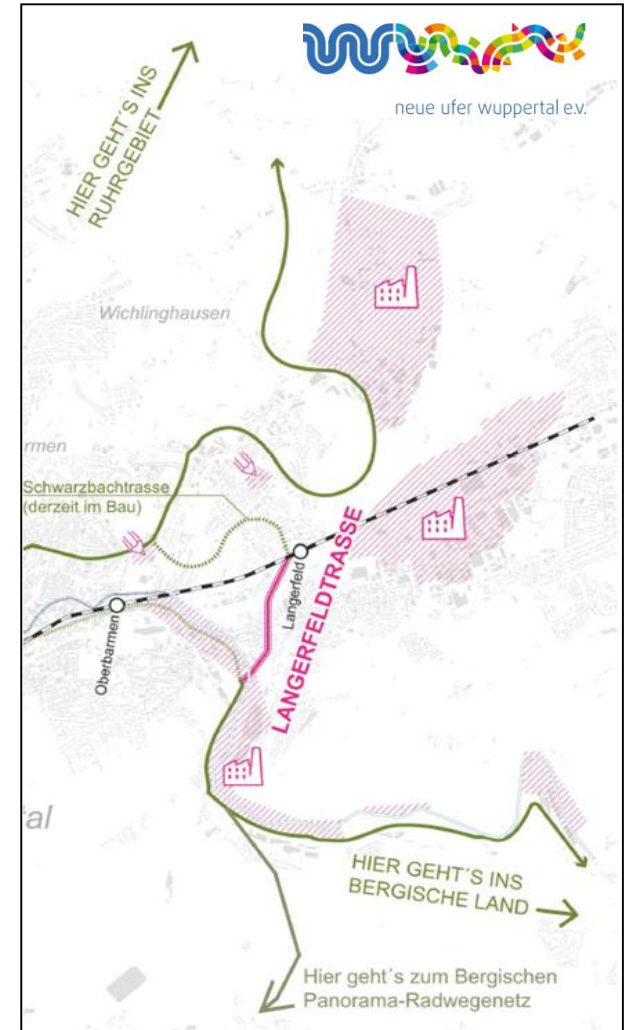 neue ufer wuppertal e.v.
HIER GEHT´S INS
RUHRGEBIET
Wichlinghausen
rmen
Schwarzbachtrasse
(derzeit im Bau)
LANGERFELDTRASSE
Langerfeld
Oberbarmen
tal
HIER GEHT´S INS
BERGISCHE LAND
Hier geht´s zum Bergischen
Panorama-Radwegenetz